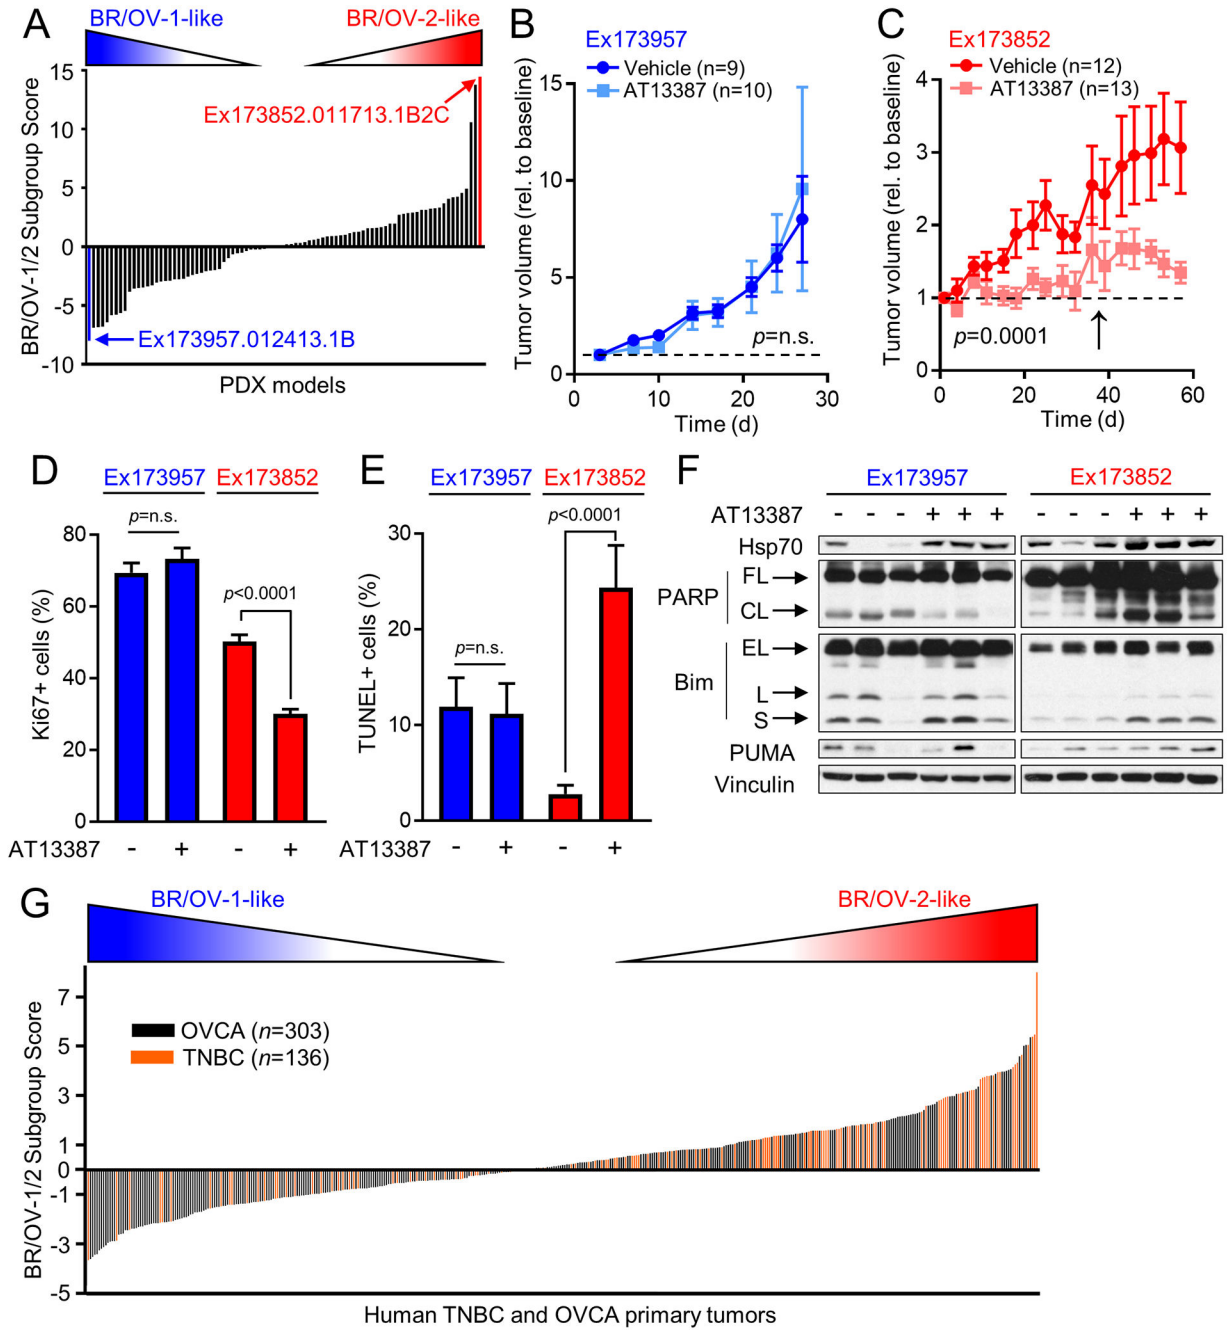 A
BR/OV-1-like
BR/OV-2-like
BR/OV-1/2 Subgroup Score
15
10
5
0
-5
-10
Ex173852.011713.1B2C
Ex173957.012413.1B
PDX models
B
Ex173957
Vehicle (n=9)
AT13387 (n=10)
Tumor volume (rel. to baseline)
15
10
5
0
p=n.s.
0 10 20 30
Time (d)
C
Ex173852
Vehicle (n=12)
AT13387 (n=13)
Tumor volume (rel. to baseline)
4
3
2
1
0
p=0.0001
0 20 40 60
Time (d)
D
Ex173957 Ex173852
Ki67+ cells (%)
80
60
40
20
0
p=n.s.
p<0.0001
AT13387 - + - +
E
Ex173957 Ex173852
TUNEL+ cells (%)
30
20
10
0
p=n.s.
p<0.0001
AT13387 - + - +
F
Ex173957 Ex173852
AT13387 - - - + + + - - - + + +
Hsp70
PARP
FL
CL
Bim
EL
L
S
PUMA
Vinculin
G
BR/OV-1-like
BR/OV-2-like
BR/OV-1/2 Subgroup Score
7
5
3
1
0
-1
-3
-5
OVCA (n=303)
TNBC (n=136)
Human TNBC and OVCA primary tumors